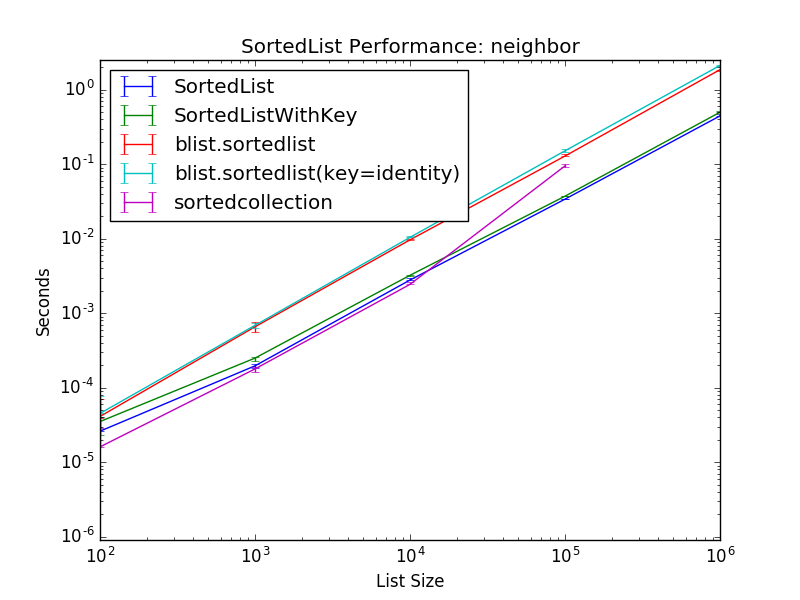 SortedList Performance: neighbor
SortedList
SortedListWithKey
blist.sortedlist
blist.sortedlist(key=identity)
sortedcollection
10^0
10^-1
10^-2
10^-3
10^-4
10^-5
10^-6
Seconds
10^2 10^3 10^4 10^5 10^6
List Size